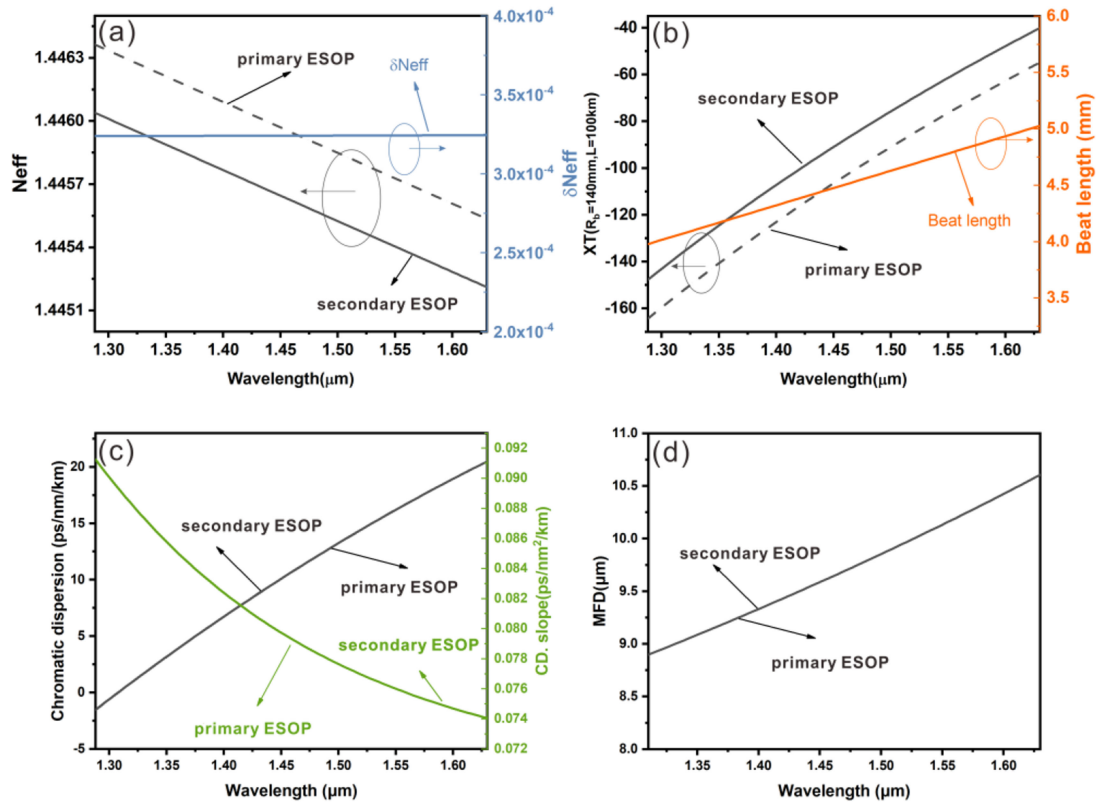 (a)
primary ESOP
δNeff
secondary ESOP
Neff
1.4463
1.4460
1.4457
1.4454
1.4451
4.0x10-4
3.5x10-4
3.0x10-4
2.5x10-4
2.0x10-4
δNeff
1.30 1.35 1.40 1.45 1.50 1.55 1.60
Wavelength(μm)
(b)
secondary ESOP
Beat length
primary ESOP
XT(Rb=140mm,L=100km)
-40
-60
-80
-100
-120
-140
-160
6.0
5.5
5.0
4.5
4.0
3.5
Beat length (mm)
1.30 1.35 1.40 1.45 1.50 1.55 1.60
Wavelength(μm)
(c)
secondary ESOP
primary ESOP
secondary ESOP
primary ESOP
Chromatic dispersion (ps/nm/km)
20
15
10
5
0
-5
0.092
0.090
0.088
0.086
0.084
0.082
0.080
0.078
0.076
0.074
0.072
CD. slope(ps/nm2/km)
1.30 1.35 1.40 1.45 1.50 1.55 1.60
Wavelength (μm)
(d)
secondary ESOP
primary ESOP
MFD(μm)
11.0
10.5
10.0
9.5
9.0
8.5
8.0
1.35 1.40 1.45 1.50 1.55 1.60
Wavelength (μm)